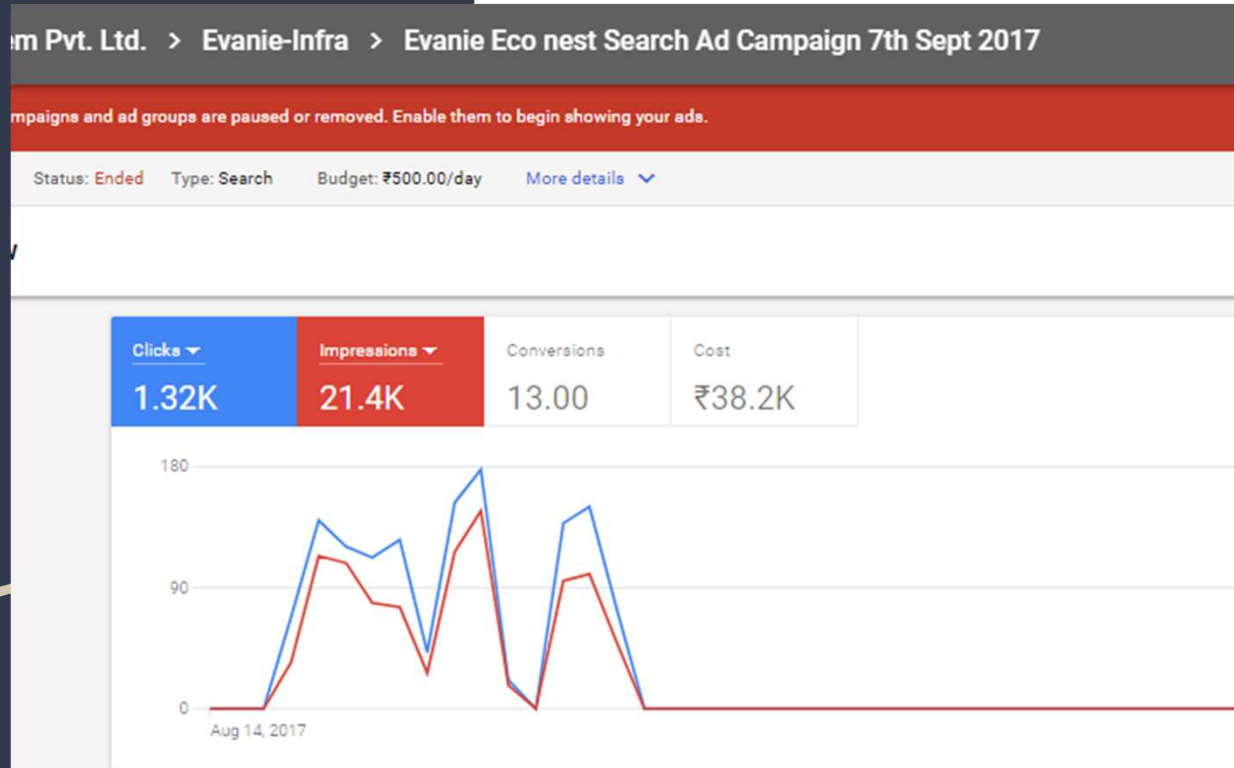 Pvt. Ltd. > Evanie-Infra > Evanie Eco nest Search Ad Campaign 7th Sept 2017
and ad groups are paused or removed. Enable them to begin showing your ads.
Status: Ended Type: Search Budget: ₹500.00/day More details
Clicks Impressions Conversions Cost
1.32K 21.4K 13.00 ₹38.2K
180
90
0
Aug 14, 2017